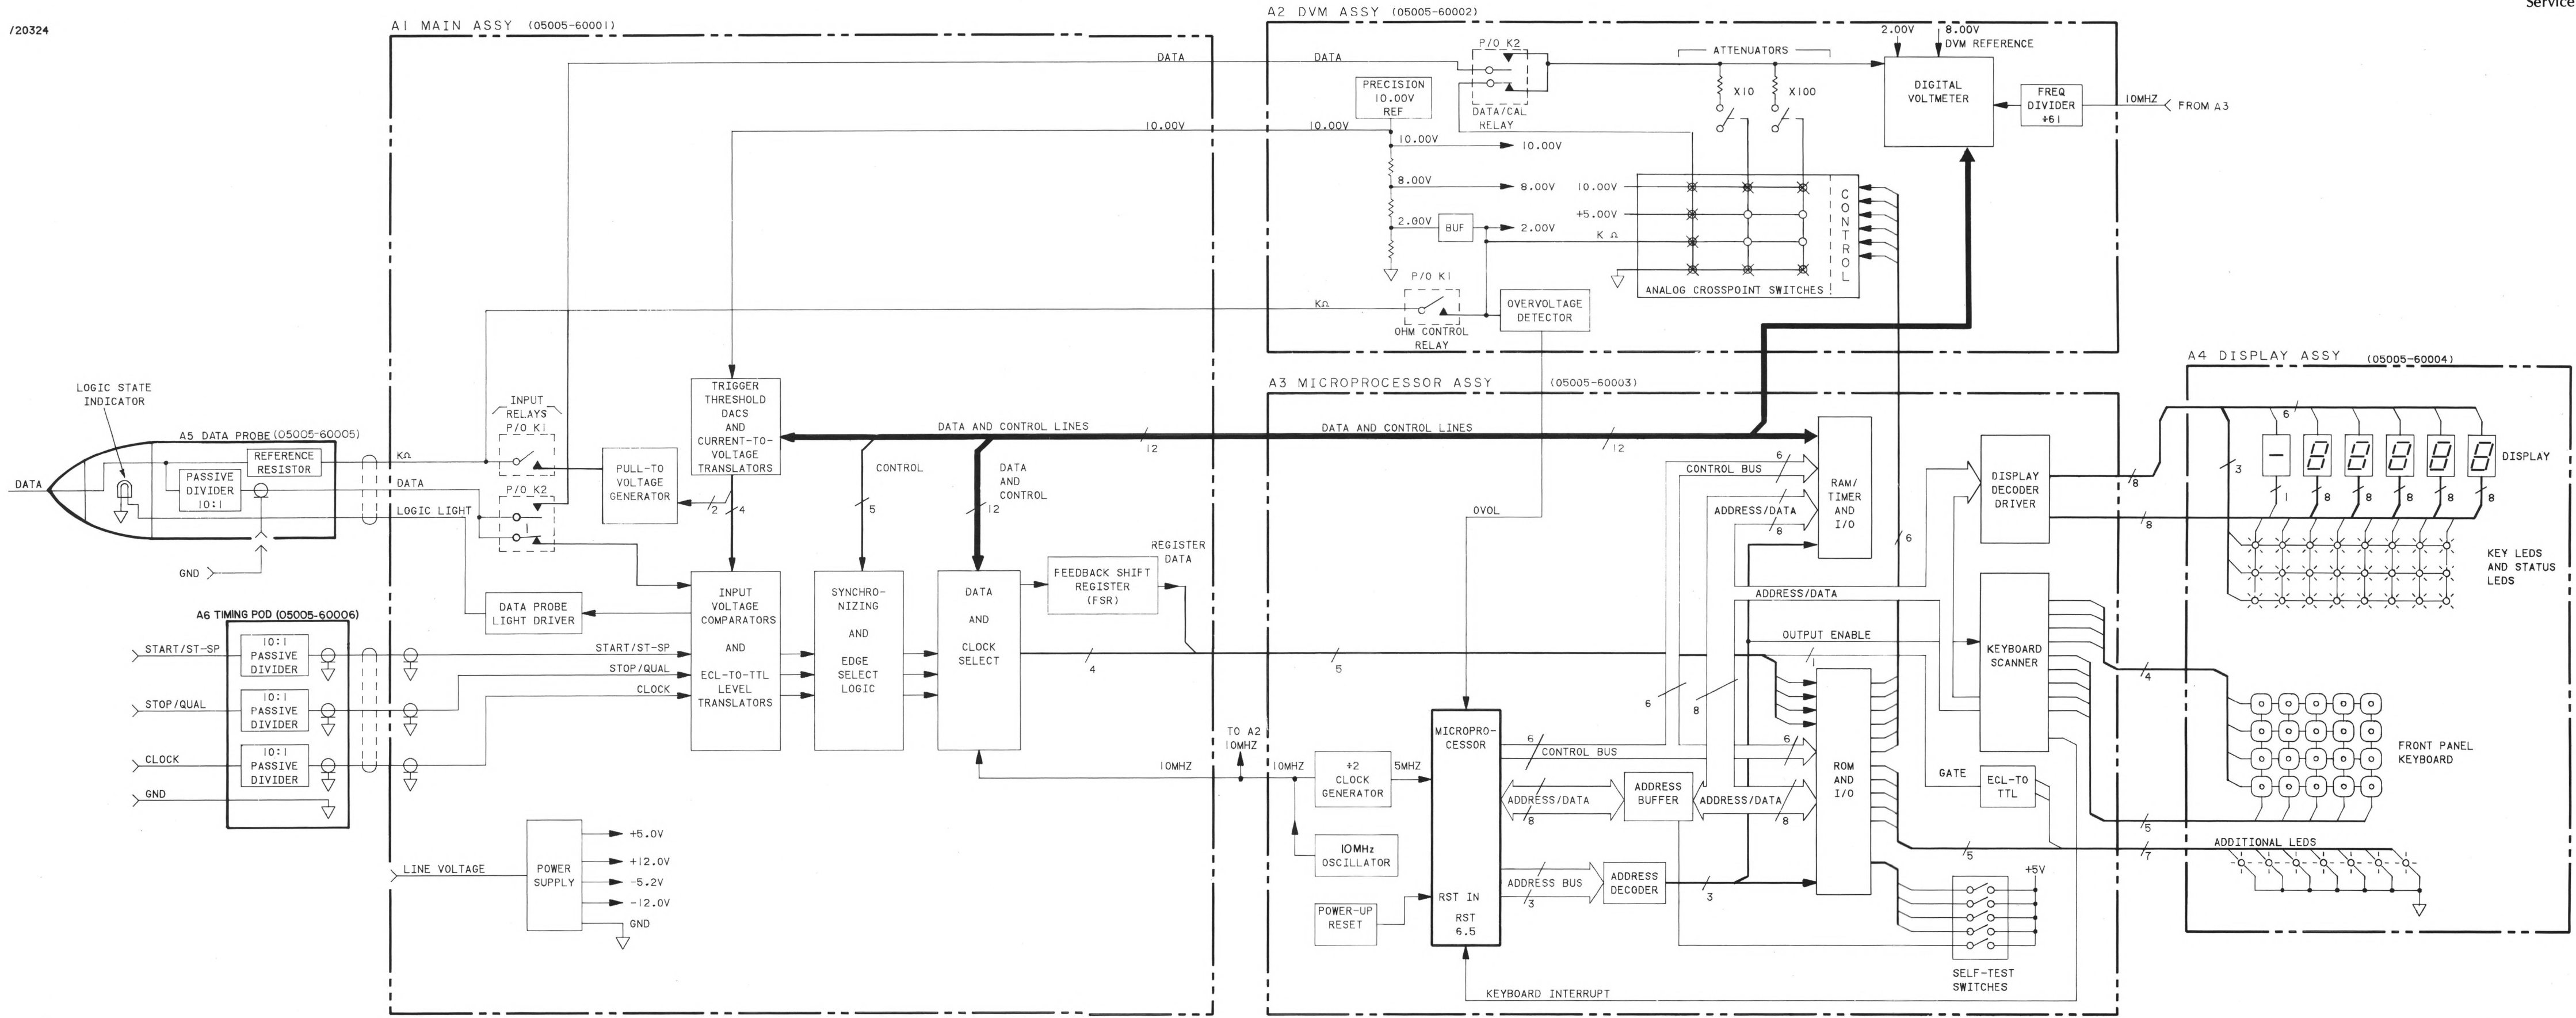 Service
/20324
A1 MAIN ASSY (05005-60001)
A2 DVM ASSY (05005-60002)
DATA
DATA
P/O K2
DATA/CAL
RELAY
ATTENUATORS
X10
X100
2.00V
8.00V
DVM REFERENCE
DIGITAL
VOLTMETER
FREQ
DIVIDER
÷61
10MHZ
FROM A3
PRECISION
10.00V
REF
10.00V
10.00V
10.00V
10.00V
8.00V
8.00V
2.00V
BUF
2.00V
10.00V
+5.00V
K Ω
CONTROL
ANALOG CROSSPOINT SWITCHES
P/O K1
KΩ
OHM CONTROL
RELAY
OVERVOLTAGE
DETECTOR
LOGIC STATE
INDICATOR
A5 DATA PROBE (05005-60005)
REFERENCE
RESISTOR
PASSIVE
DIVIDER
10:1
DATA
GND
KΩ
DATA
LOGIC LIGHT
INPUT
RELAYS
P/O K1
P/O K2
PULL-TO
VOLTAGE
GENERATOR
TRIGGER
THRESHOLD
DACS
AND
CURRENT-TO-
VOLTAGE
TRANSLATORS
2
4
DATA AND CONTROL LINES
12
CONTROL
5
DATA
AND
CONTROL
12
DATA PROBE
LIGHT DRIVER
INPUT
VOLTAGE
COMPARATORS
AND
ECL-TO-TTL
LEVEL
TRANSLATORS
SYNCHRO-
NIZING
AND
EDGE
SELECT
LOGIC
DATA
AND
CLOCK
SELECT
FEEDBACK SHIFT
REGISTER
(FSR)
REGISTER
DATA
4
A6 TIMING POD (05005-60006)
START/ST-SP
10:1
PASSIVE
DIVIDER
START/ST-SP
STOP/QUAL
10:1
PASSIVE
DIVIDER
STOP/QUAL
CLOCK
10:1
PASSIVE
DIVIDER
CLOCK
GND
LINE VOLTAGE
POWER
SUPPLY
+5.0V
+12.0V
-5.2V
-12.0V
GND
10MHZ
TO A2
10MHZ
A3 MICROPROCESSOR ASSY (05005-60003)
DATA AND CONTROL LINES
12
OVOL
5
10MHZ
÷2
CLOCK
GENERATOR
5MHZ
10MHz
OSCILLATOR
POWER-UP
RESET
MICROPRO-
CESSOR
RST IN
RST
6.5
KEYBOARD INTERRUPT
CONTROL BUS
6
ADDRESS/DATA
8
RAM/
TIMER
AND
I/O
6
ADDRESS/DATA
OUTPUT ENABLE
1
6
8
6
CONTROL BUS
6
ADDRESS/DATA
8
ADDRESS
BUFFER
ADDRESS/DATA
8
ADDRESS BUS
3
ADDRESS
DECODER
3
ROM
AND
I/O
DISPLAY
DECODER
DRIVER
KEYBOARD
SCANNER
GATE
ECL-TO
TTL
5
+5V
SELF-TEST
SWITCHES
8
8
4
5
7
A4 DISPLAY ASSY (05005-60004)
6
3
1
8
8
8
8
8
DISPLAY
KEY LEDS
AND STATUS
LEDS
FRONT PANEL
KEYBOARD
ADDITIONAL LEDS